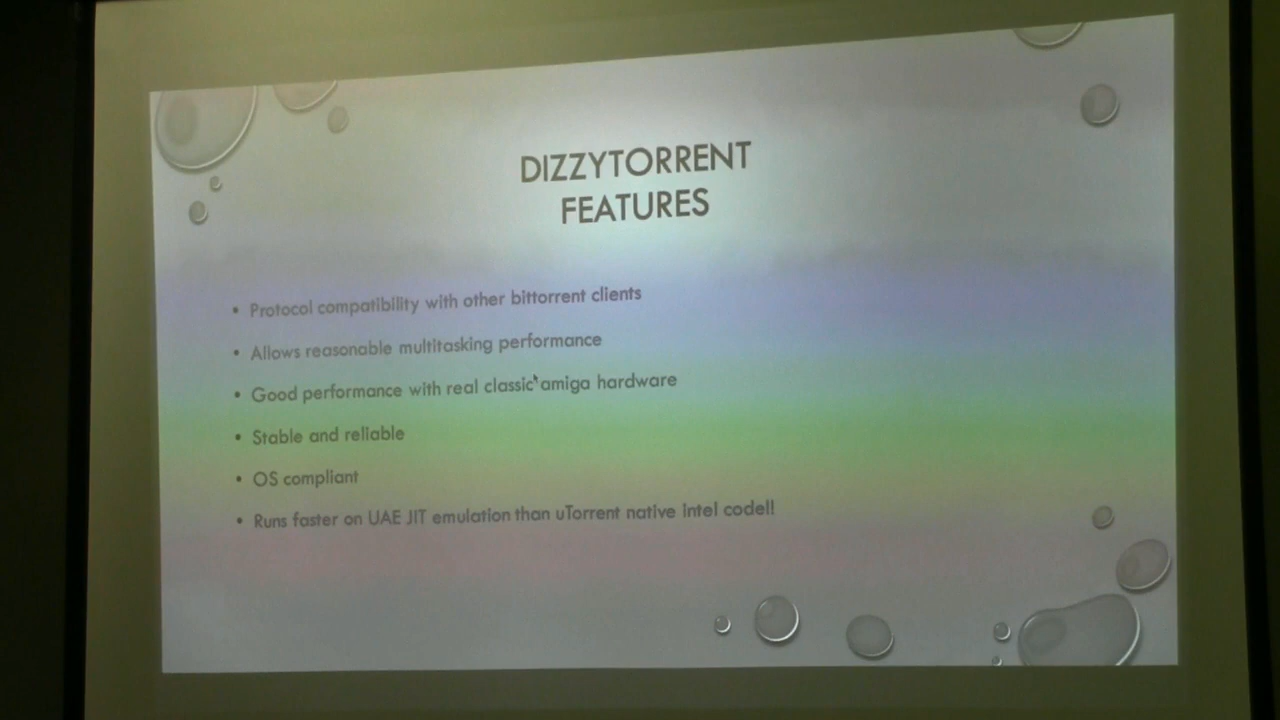 DIZZYTORRENT
FEATURES
• Protocol compatibility with other bittorrent clients
• Allows reasonable multitasking performance
• Good performance with real classic amiga hardware
• Stable and reliable
• OS compliant
• Runs faster on UAE JIT emulation than uTorrent native Intel code!!